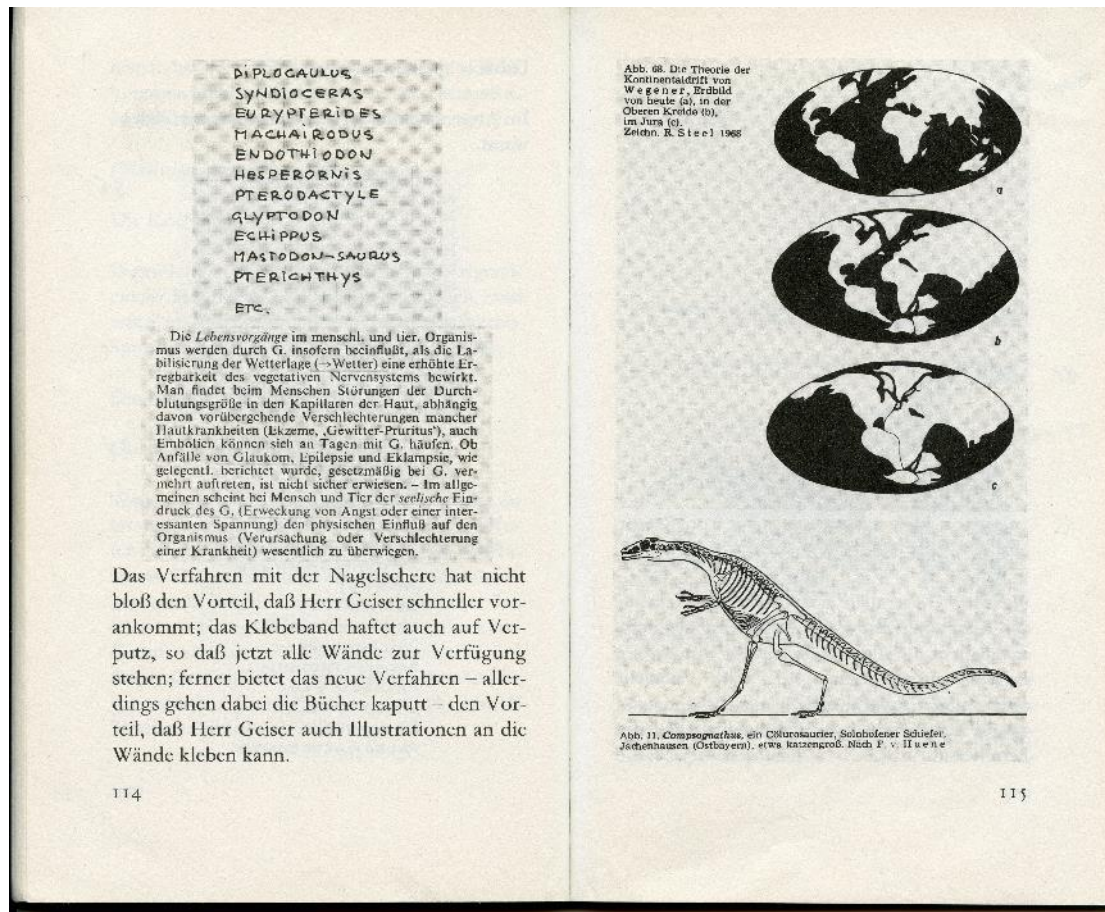 DiPLOCAULUS
SYNDIOCERAS
EURYPTERiDES
MACHAiRODUS
ENDOTHiODON
HESPERORNiS
PTERODACTYLE
GLYPTODON
ECHiPPUS
MASTODON-SAURUS
PTERiCHTHYS
ETC.
Die Lebensvorgänge im menschl. und tier. Organis-
mus werden durch G. insofern beeinflußt, als die La-
bilisierung der Wetterlage (→Wetter) eine erhöhte Er-
regbarkeit des vegetativen Nervensystems bewirkt.
Man findet beim Menschen Störungen der Durch-
blutungsgröße in den Kapillaren der Haut, abhängig
davon vorübergehende Verschlechterungen mancher
Hautkrankheiten (Ekzeme, ‚Gewitter-Pruritus‘), auch
Embolien können sich an Tagen mit G. häufen. Ob
Anfälle von Glaukom, Epilepsie und Eklampsie, wie
gelegentl. berichtet wurde, gesetzmäßig bei G. ver-
mehrt auftreten, ist nicht sicher erwiesen. – Im allge-
meinen scheint bei Mensch und Tier der seelische Ein-
druck des G. (Erweckung von Angst oder einer inter-
essanten Spannung) den physischen Einfluß auf den
Organismus (Verursachung oder Verschlechterung
einer Krankheit) wesentlich zu überwiegen.
Das Verfahren mit der Nagelschere hat nicht
bloß den Vorteil, daß Herr Geiser schneller vor-
ankommt; das Klebeband haftet auch auf Ver-
putz, so daß jetzt alle Wände zur Verfügung
stehen; ferner bietet das neue Verfahren – aller-
dings gehen dabei die Bücher kaputt – den Vor-
teil, daß Herr Geiser auch Illustrationen an die
Wände kleben kann.
114
Abb. 68. Die Theorie der
Kontinentaldrift von
Wegener, Erdbild
von heute (a), in der
Oberen Kreide (b),
im Jura (c).
Zeichn. R. Steel 1968
a
b
c
Abb. 11. Compsognathus, ein Cölurosaurier, Solnhofener Schiefer,
Jachenhausen (Ostbayern), etwa katzengroß. Nach F. v. Huene
115